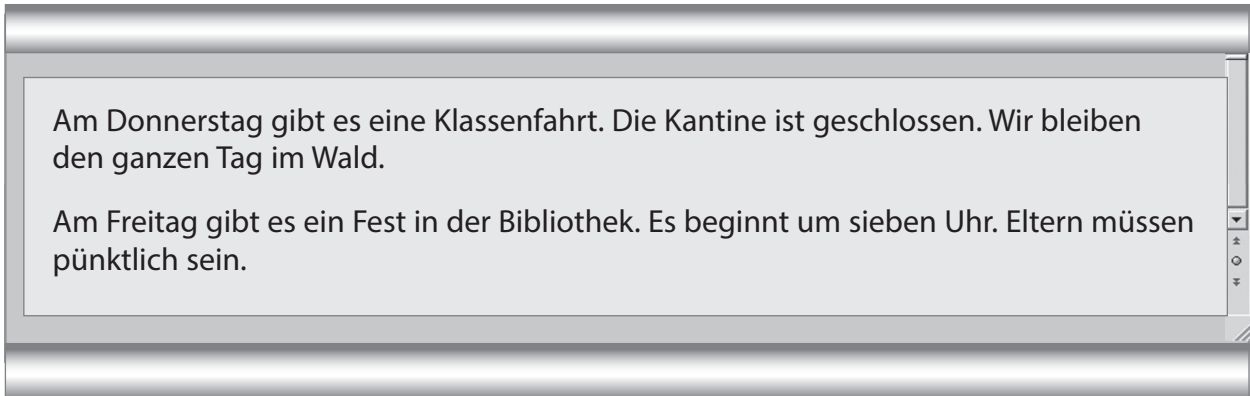 Am Donnerstag gibt es eine Klassenfahrt. Die Kantine ist geschlossen. Wir bleiben
den ganzen Tag im Wald.
Am Freitag gibt es ein Fest in der Bibliothek. Es beginnt um sieben Uhr. Eltern müssen
pünktlich sein.